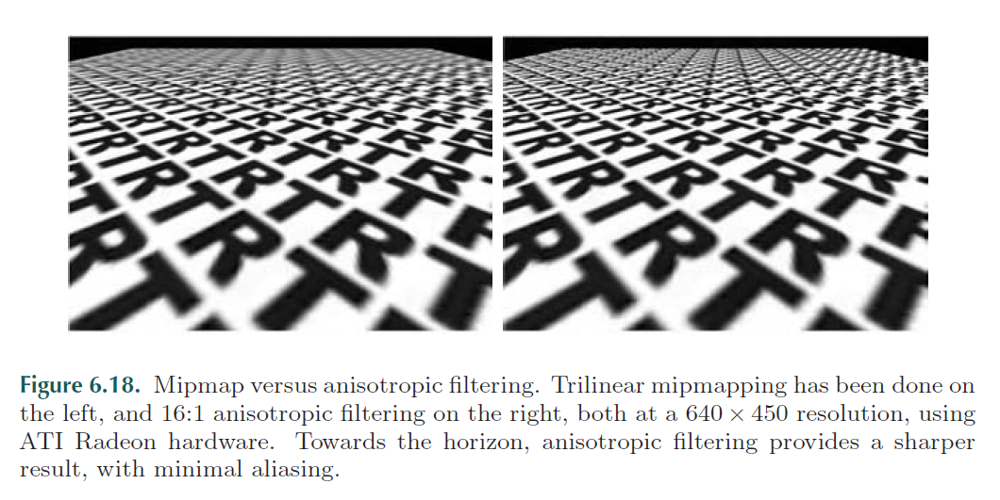 Figure 6.18. Mipmap versus anisotropic filtering. Trilinear mipmapping has been done on
the left, and 16:1 anisotropic filtering on the right, both at a 640 × 450 resolution, using
ATI Radeon hardware. Towards the horizon, anisotropic filtering provides a sharper
result, with minimal aliasing.